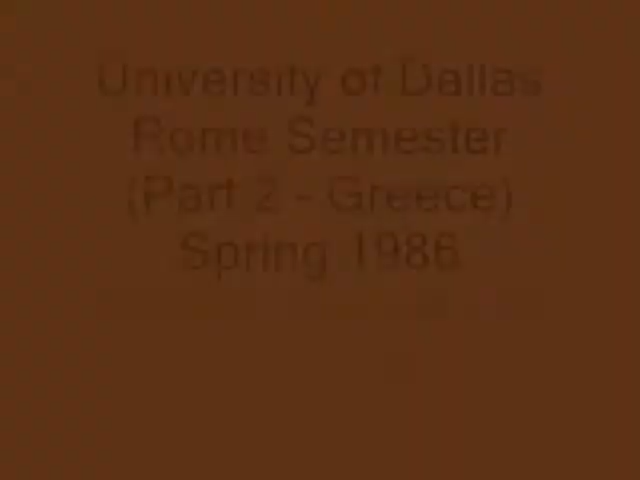 University of Dallas
Rome Semester
(Part 2 - Greece)
Spring 1986